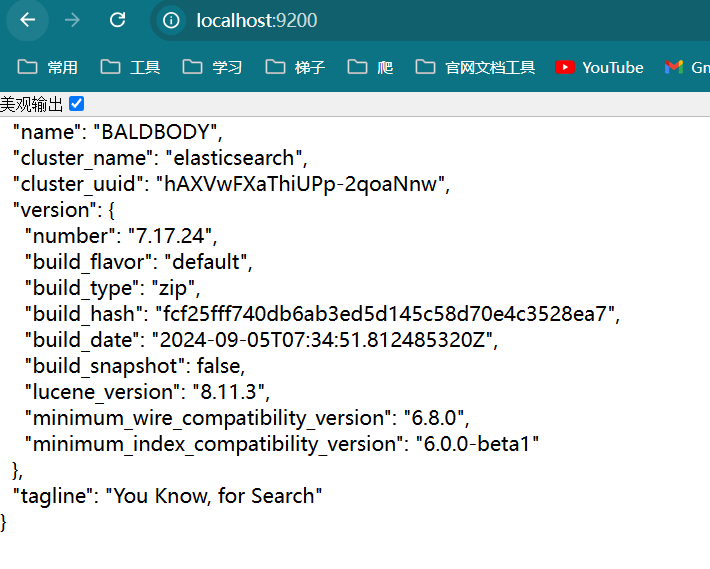 localhost:9200
常用 工具 学习 梯子 爬 官网文档工具 YouTube Gm
美观输出
"name": "BALDBODY",
"cluster_name": "elasticsearch",
"cluster_uuid": "hAXVwFXaThiUPp-2qoaNnw",
"version": {
"number": "7.17.24",
"build_flavor": "default",
"build_type": "zip",
"build_hash": "fcf25fff740db6ab3ed5d145c58d70e4c3528ea7",
"build_date": "2024-09-05T07:34:51.812485320Z",
"build_snapshot": false,
"lucene_version": "8.11.3",
"minimum_wire_compatibility_version": "6.8.0",
"minimum_index_compatibility_version": "6.0.0-beta1"
},
"tagline": "You Know, for Search"
}